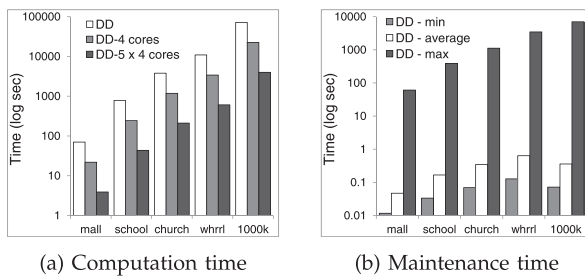 100000
10000
1000
100
10
1
Time (log sec)
DD
DD-4 cores
DD-5 x 4 cores
mall school church whrrl 1000k
(a) Computation time
10000
1000
100
10
1
0.1
0.01
Time (log sec)
DD - min
DD - average
DD - max
mall school church whrrl 1000k
(b) Maintenance time